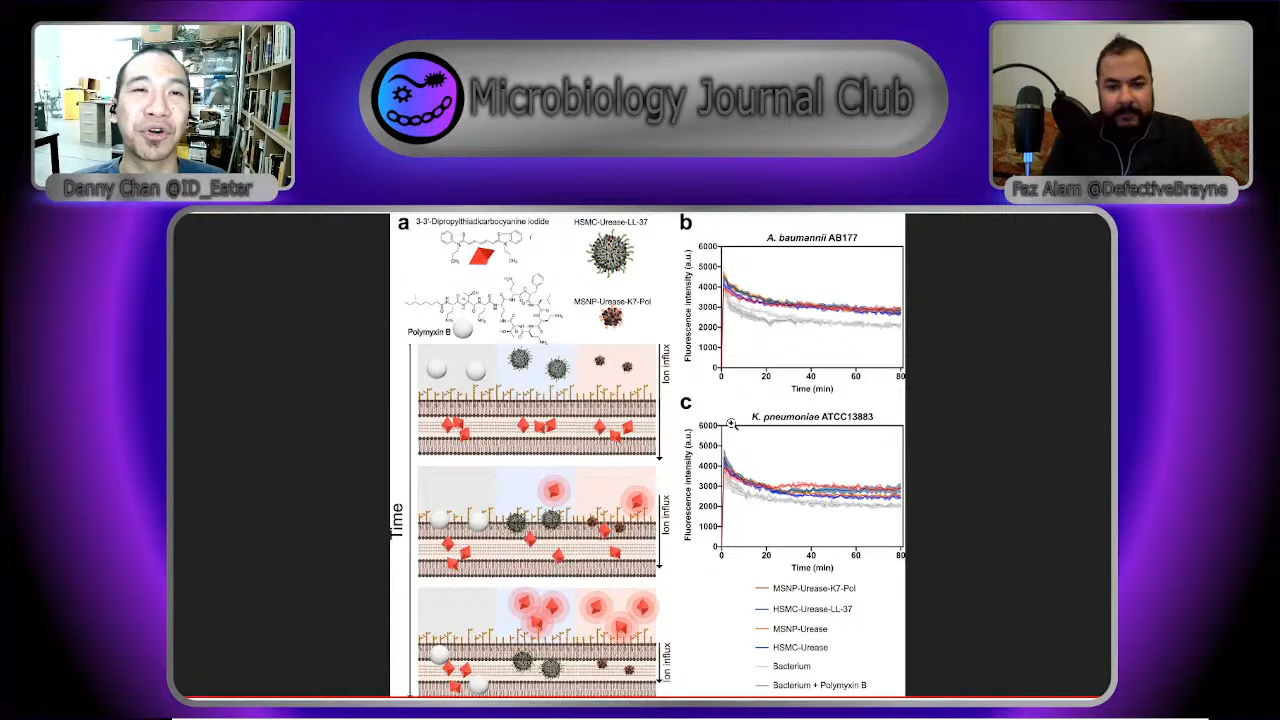 Microbiology Journal Club
Danny Chan @ID_Eater
Faz Alam @DefectiveBrayne
a
3-3'-Dipropylthiadicarbocyanine iodide
HSMC-Urease-LL-37
MSNP-Urease-K7-Pol
Polymyxin B
Ion influx
Ion influx
Ion influx
Time
b
A. baumannii AB177
Fluorescence intensity (a.u.)
6000
5000
4000
3000
2000
1000
0
0 20 40 60 80
Time (min)
c
K. pneumoniae ATCC13883
Fluorescence intensity (a.u.)
6000
5000
4000
3000
2000
1000
0
0 20 40 60 80
Time (min)
MSNP-Urease-K7-Pol
HSMC-Urease-LL-37
MSNP-Urease
HSMC-Urease
Bacterium
Bacterium + Polymyxin B